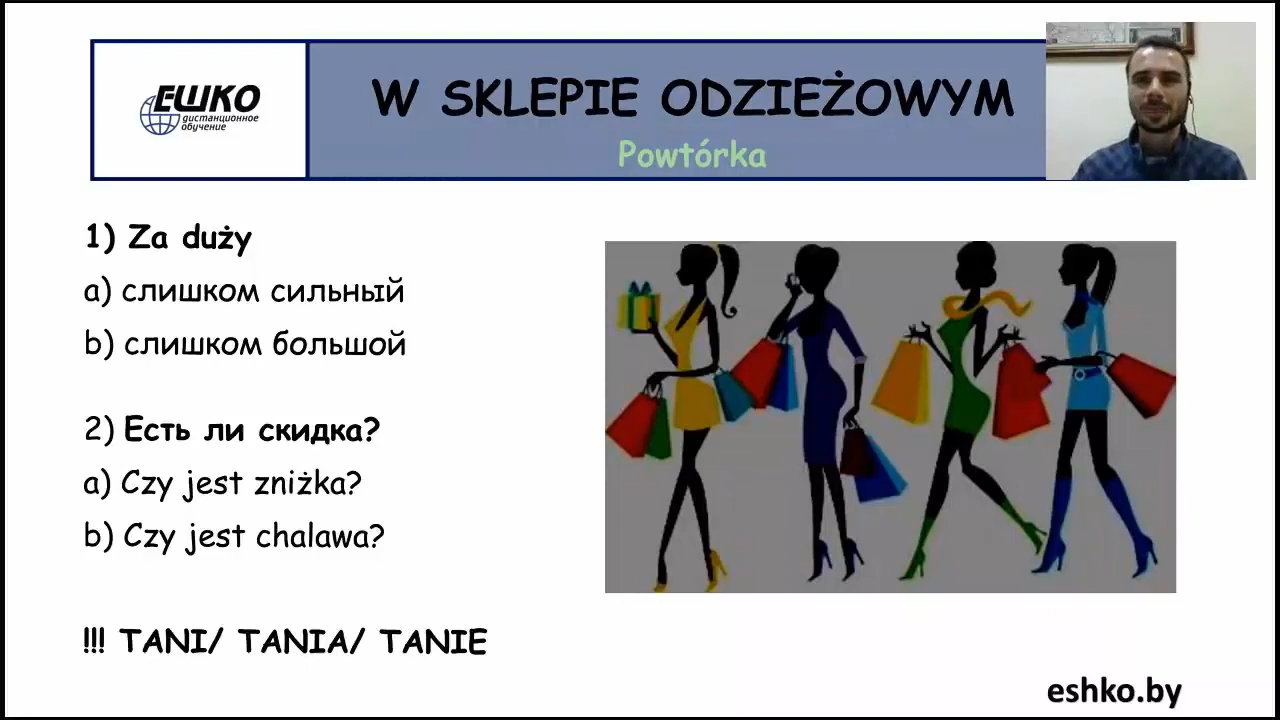 ЕШКО
дистанционное
обучение
W SKLEPIE ODZIEŻOWYM
Powtórka
1) Za duży
a) слишком сильный
b) слишком большой
2) Есть ли скидка?
a) Czy jest zniżka?
b) Czy jest chalawa?
!!! TANI/ TANIA/ TANIE
eshko.by